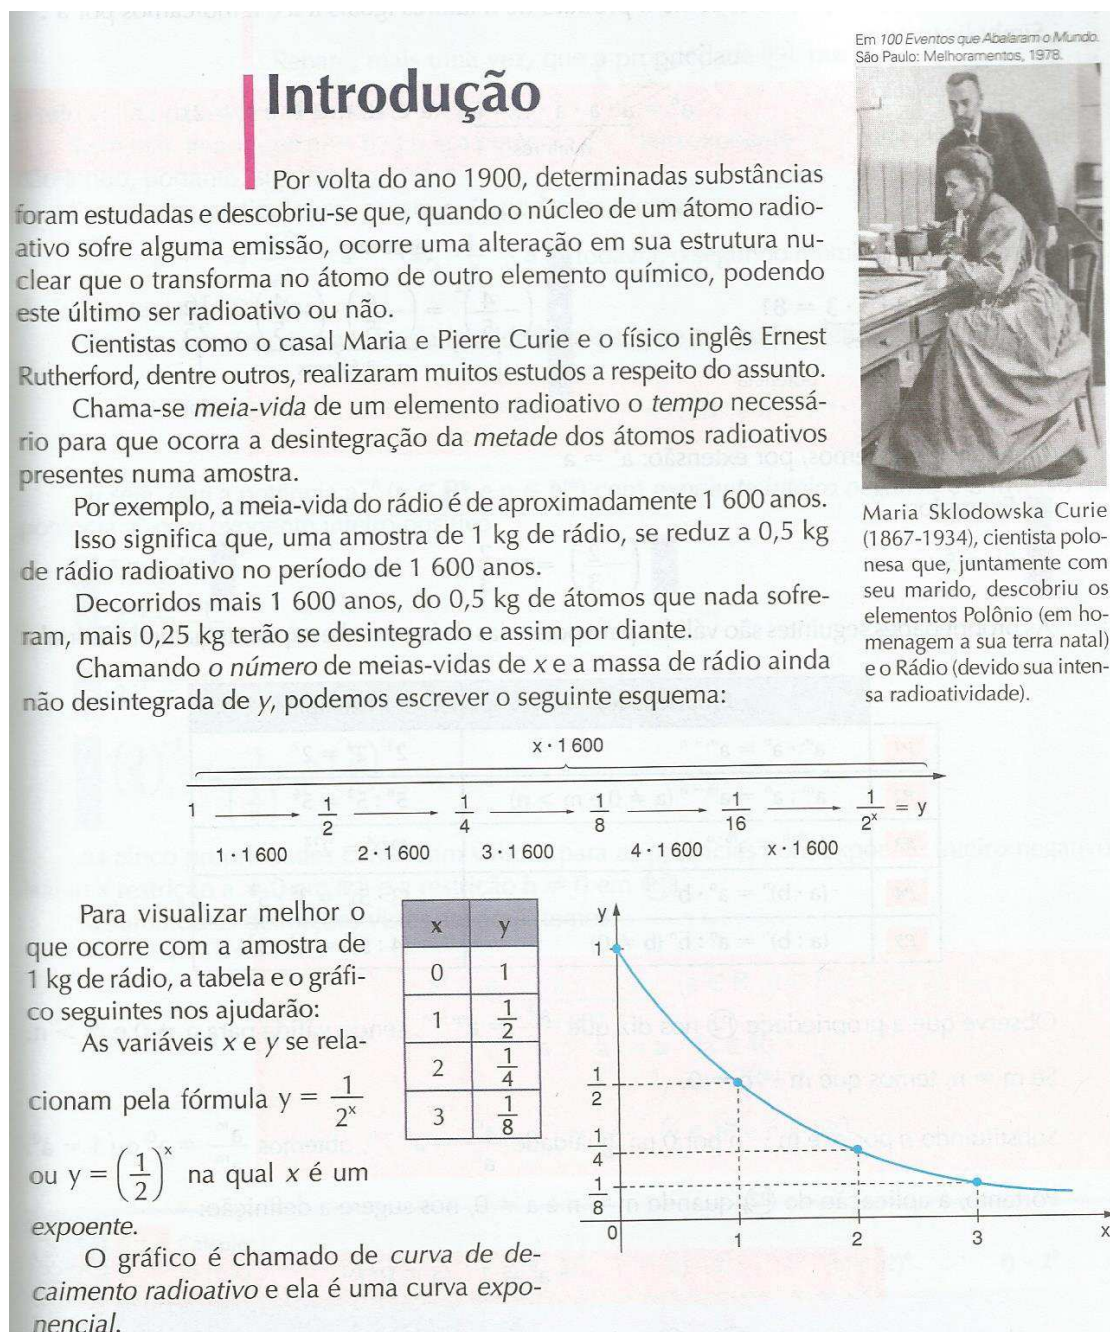 Em 100 Eventos que Abalaram o Mundo.
São Paulo: Melhoramentos, 1978.
Introdução
Por volta do ano 1900, determinadas substâncias
foram estudadas e descobriu-se que, quando o núcleo de um átomo radio-
ativo sofre alguma emissão, ocorre uma alteração em sua estrutura nu-
clear que o transforma no átomo de outro elemento químico, podendo
este último ser radioativo ou não.
Cientistas como o casal Maria e Pierre Curie e o físico inglês Ernest
Rutherford, dentre outros, realizaram muitos estudos a respeito do assunto.
Chama-se meia-vida de um elemento radioativo o tempo necessá-
rio para que ocorra a desintegração da metade dos átomos radioativos
presentes numa amostra.
Por exemplo, a meia-vida do rádio é de aproximadamente 1 600 anos.
Isso significa que, uma amostra de 1 kg de rádio, se reduz a 0,5 kg
de rádio radioativo no período de 1 600 anos.
Decorridos mais 1 600 anos, do 0,5 kg de átomos que nada sofre-
ram, mais 0,25 kg terão se desintegrado e assim por diante.
Chamando o número de meias-vidas de x e a massa de rádio ainda
não desintegrada de y, podemos escrever o seguinte esquema:
Maria Sklodowska Curie
(1867-1934), cientista polo-
nesa que, juntamente com
seu marido, descobriu os
elementos Polônio (em ho-
menagem a sua terra natal)
e o Rádio (devido sua inten-
sa radioatividade).
x · 1 600
1 1/2 1/4 1/8 1/16 1/2ˣ = y
1 · 1 600 2 · 1 600 3 · 1 600 4 · 1 600 x · 1 600
Para visualizar melhor o
que ocorre com a amostra de
1 kg de rádio, a tabela e o gráfi-
co seguintes nos ajudarão:
As variáveis x e y se rela-
cionam pela fórmula y = 1/2ˣ
ou y = (1/2)ˣ na qual x é um
expoente.
O gráfico é chamado de curva de de-
caimento radioativo e ela é uma curva expo-
nencial.
x y
0 1
1 1/2
2 1/4
3 1/8
y
1
1/2
1/4
1/8
0 1 2 3 x